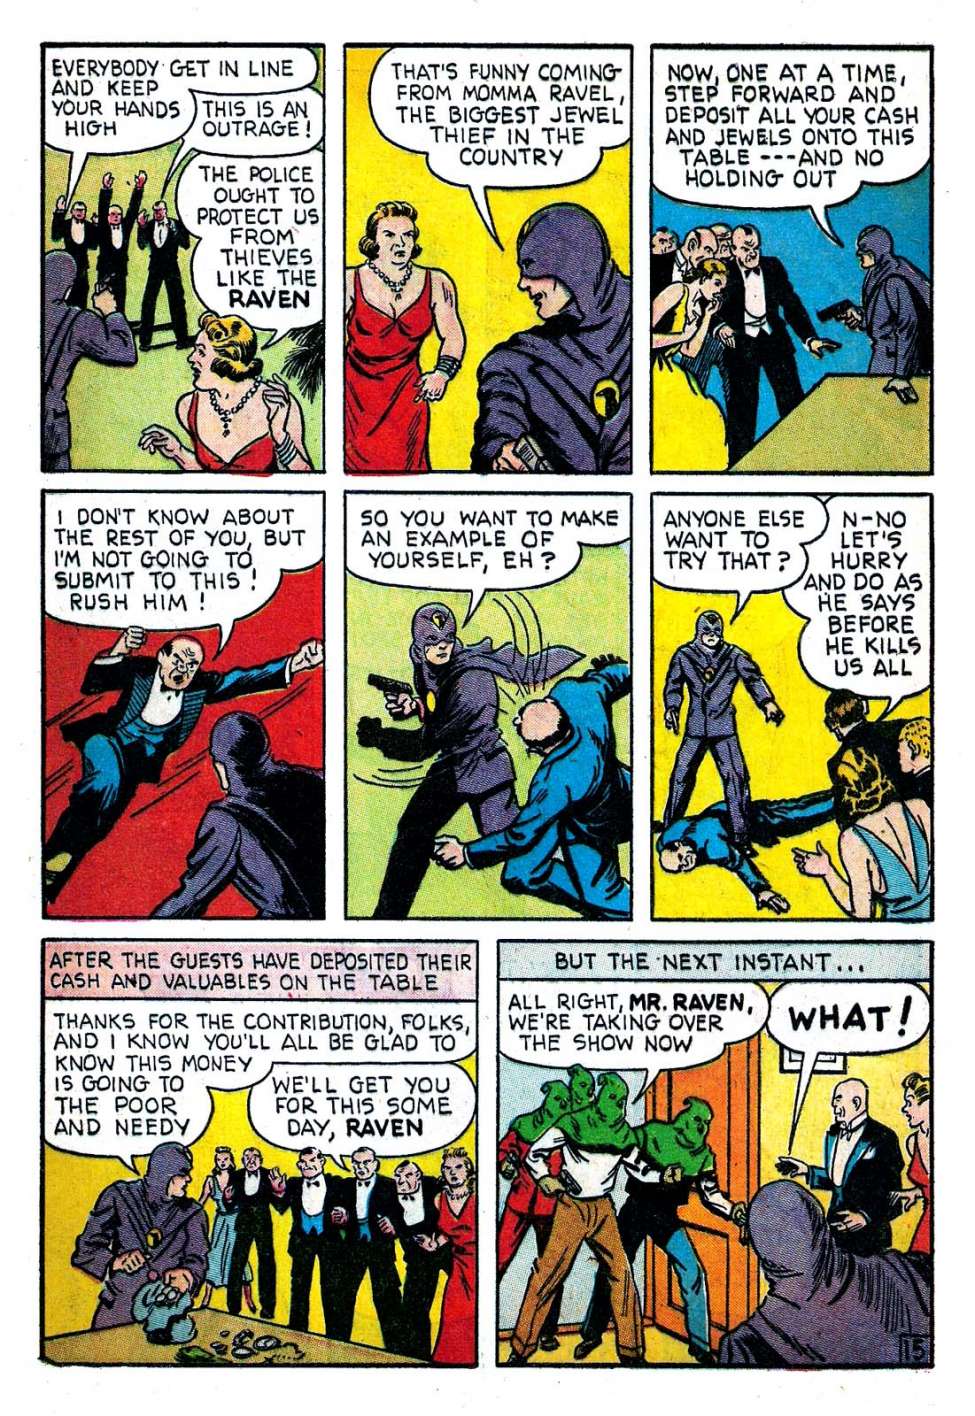 EVERYBODY GET IN LINE
AND KEEP
YOUR HANDS
HIGH
THIS IS AN
OUTRAGE!
THE POLICE
OUGHT TO
PROTECT US
FROM
THIEVES
LIKE THE
RAVEN
THAT'S FUNNY COMING
FROM MOMMA RAVEL,
THE BIGGEST JEWEL
THIEF IN THE
COUNTRY
NOW, ONE AT A TIME,
STEP FORWARD AND
DEPOSIT ALL YOUR CASH
AND JEWELS ONTO THIS
TABLE ---AND NO
HOLDING OUT
I DON'T KNOW ABOUT
THE REST OF YOU, BUT
I'M NOT GOING TO
SUBMIT TO THIS!
RUSH HIM!
SO YOU WANT TO MAKE
AN EXAMPLE OF
YOURSELF, EH?
ANYONE ELSE
WANT TO
TRY THAT?
N-NO
LET'S
HURRY
AND DO AS
HE SAYS
BEFORE
HE KILLS
US ALL
AFTER THE GUESTS HAVE DEPOSITED THEIR
CASH AND VALUABLES ON THE TABLE
THANKS FOR THE CONTRIBUTION, FOLKS,
AND I KNOW YOU'LL ALL BE GLAD TO
KNOW THIS MONEY
IS GOING TO
THE POOR
AND NEEDY
WE'LL GET YOU
FOR THIS SOME
DAY, RAVEN
BUT THE NEXT INSTANT...
ALL RIGHT, MR. RAVEN,
WE'RE TAKING OVER
THE SHOW NOW
WHAT!
15